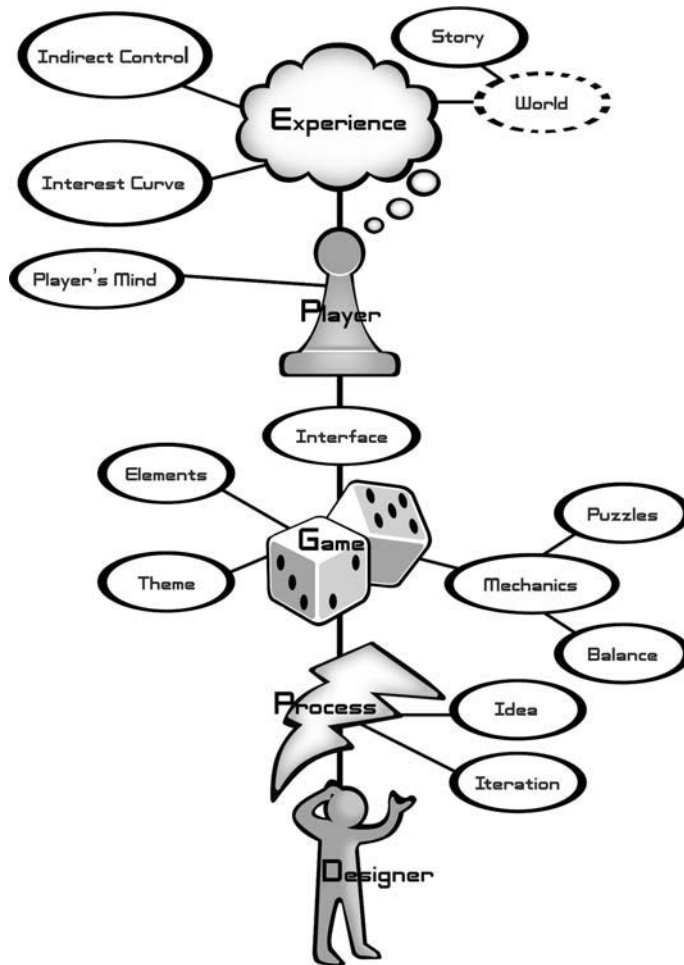 Story
Indirect Control
World
Experience
Interest Curve
Player's Mind
Player
Interface
Elements
Puzzles
Game
Theme
Mechanics
Balance
Process
Idea
Iteration
Designer